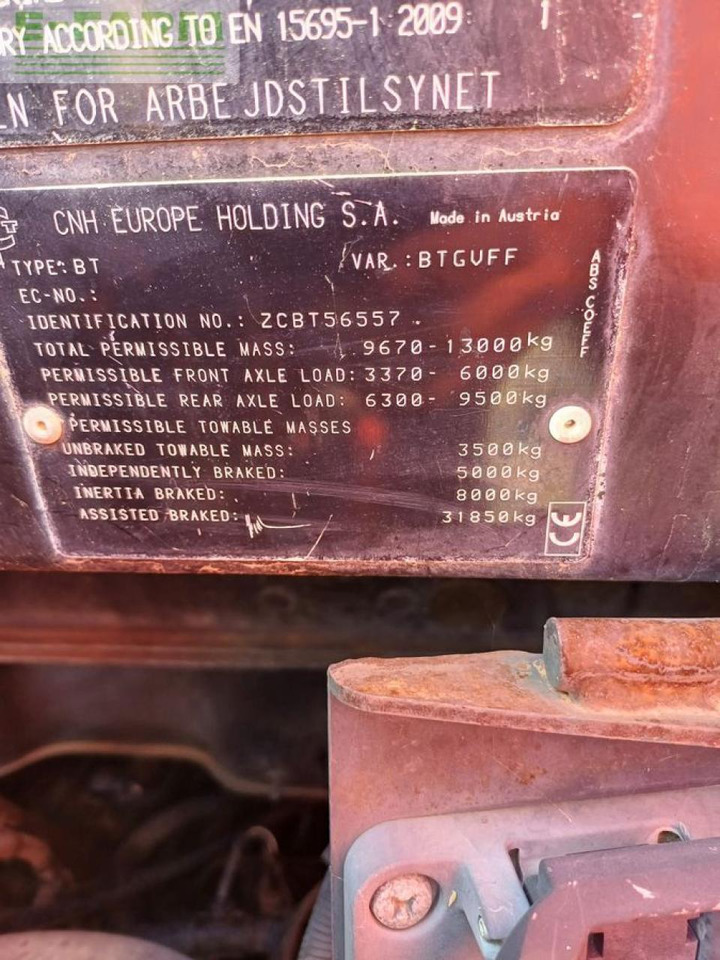 RY ACCORDING TO EN 15695-1:2009: 1
FOR ARBEJDSTILSYNET
CNH EUROPE HOLDING S.A. Made in Austria
TYPE:BT VAR.:BTGVFF
EC-NO.:
IDENTIFICATION NO.: ZCBT56557
TOTAL PERMISSIBLE MASS: 9670-13000kg
PERMISSIBLE FRONT AXLE LOAD: 3370- 6000kg
PERMISSIBLE REAR AXLE LOAD: 6300- 9500kg
PERMISSIBLE TOWABLE MASSES
UNBRAKED TOWABLE MASS: 3500kg
INDEPENDENTLY BRAKED: 5000kg
INERTIA BRAKED: 8000kg
ASSISTED BRAKED: 31850kg
CE
ABS COEFF